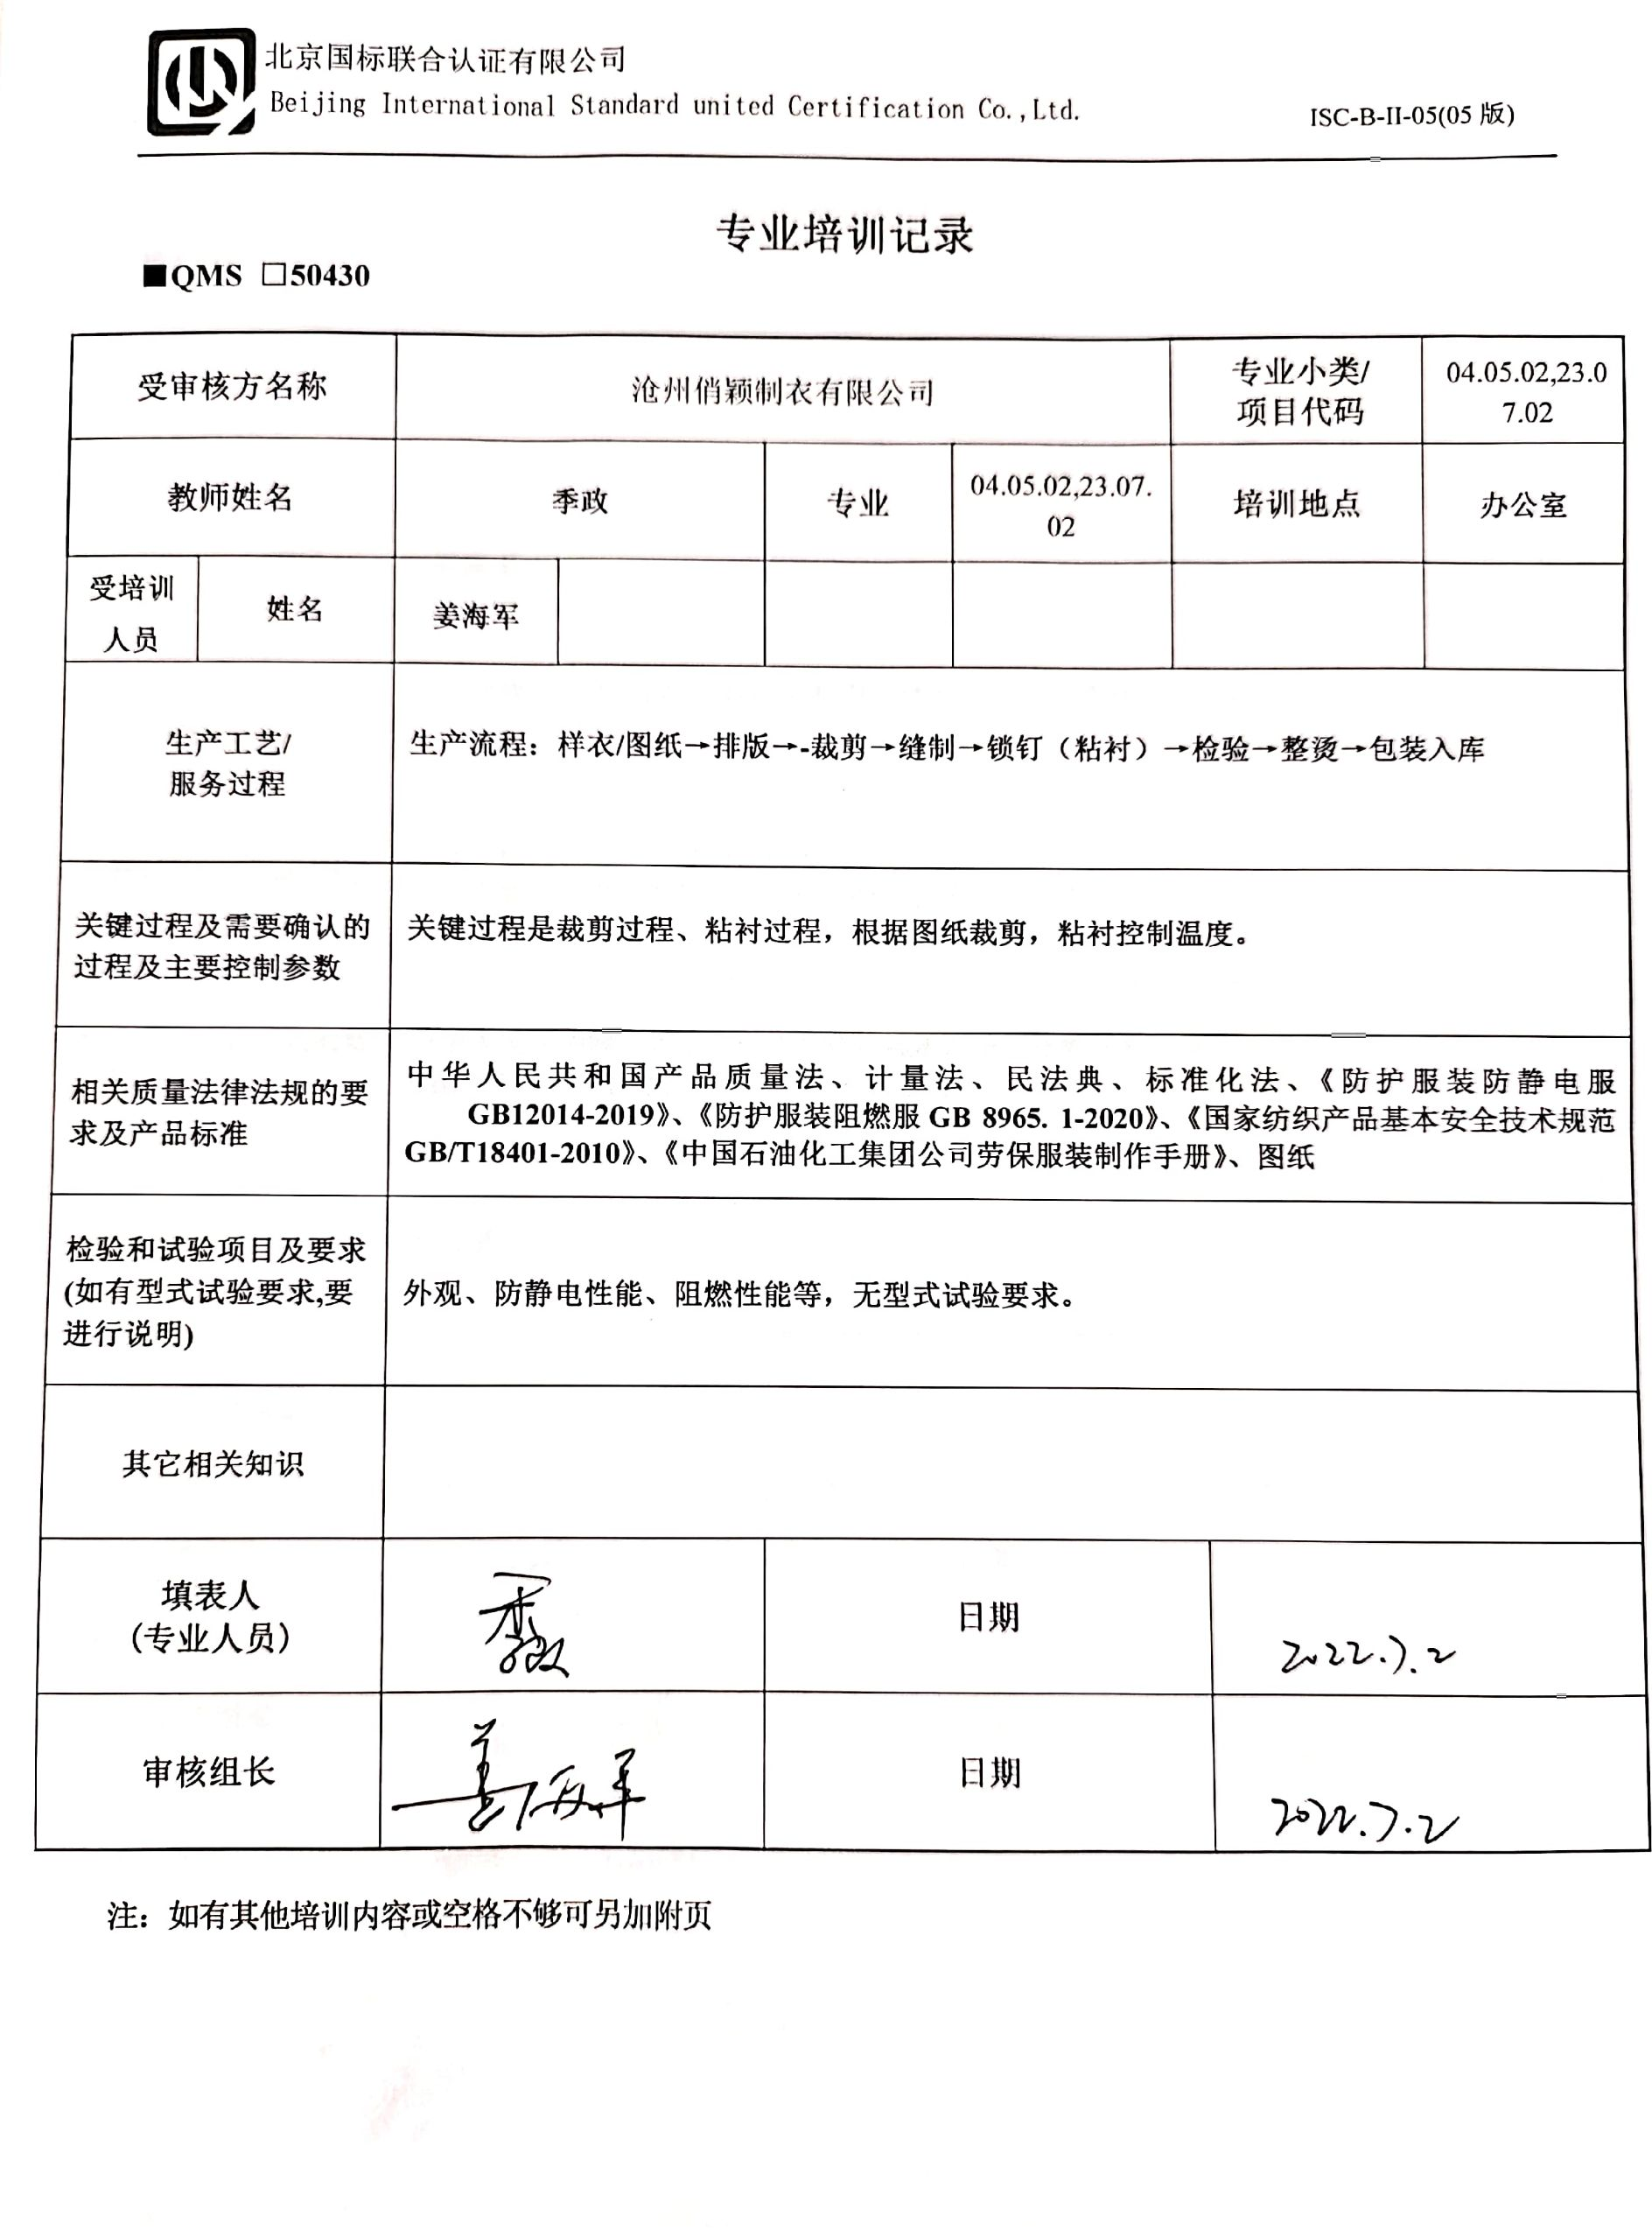 北京国标联合认证有限公司
Beijing International Standard united Certification Co.,Ltd.
ISC-B-II-05(05 版)
专业培训记录
■QMS □50430
受审核方名称
沧州俏颖制衣有限公司
专业小类/
项目代码
04.05.02,23.0
7.02
教师姓名
季政
专业
04.05.02,23.07.
02
培训地点
办公室
受培训
人员
姓名
姜海军
生产工艺/
服务过程
生产流程：样衣/图纸→排版→-裁剪→缝制→锁钉（粘衬）→检验→整烫→包装入库
关键过程及需要确认的
过程及主要控制参数
关键过程是裁剪过程、粘衬过程，根据图纸裁剪，粘衬控制温度。
相关质量法律法规的要
求及产品标准
中华人民共和国产品质量法、计量法、民法典、标准化法、《防护服装防静电服
GB12014-2019》、《防护服装阻燃服 GB 8965. 1-2020》、《国家纺织产品基本安全技术规范
GB/T18401-2010》、《中国石油化工集团公司劳保服装制作手册》、图纸
检验和试验项目及要求
(如有型式试验要求,要
进行说明)
外观、防静电性能、阻燃性能等，无型式试验要求。
其它相关知识
填表人
（专业人员）
季政
日期
2022.7.2
审核组长
姜海军
日期
2022.7.2
注：如有其他培训内容或空格不够可另加附页